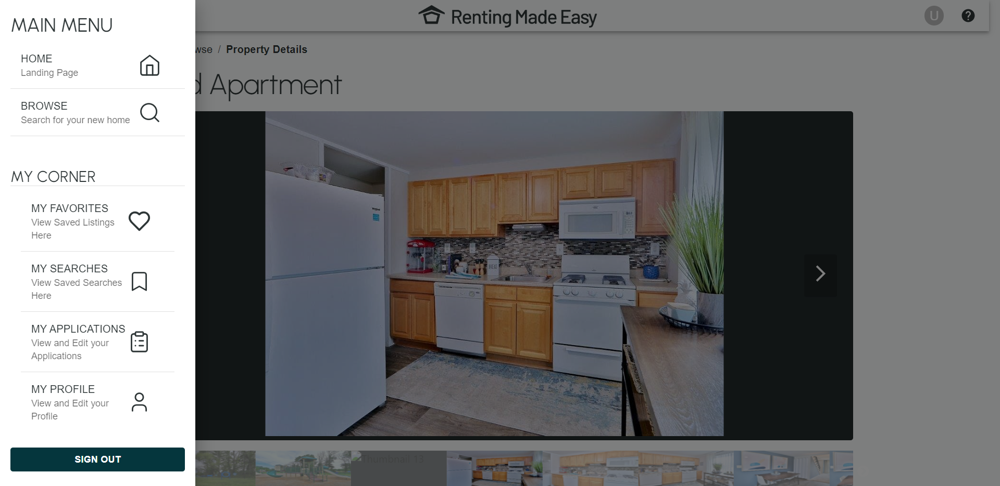 MAIN MENU
HOME
Landing Page
BROWSE
Search for your new home
MY CORNER
MY FAVORITES
View Saved Listings
Here
MY SEARCHES
View Saved Searches
Here
MY APPLICATIONS
View and Edit your
Applications
MY PROFILE
View and Edit your
Profile
SIGN OUT
Renting Made Easy
U
?
wse / Property Details
d Apartment
BREAD
Thumbnail 13